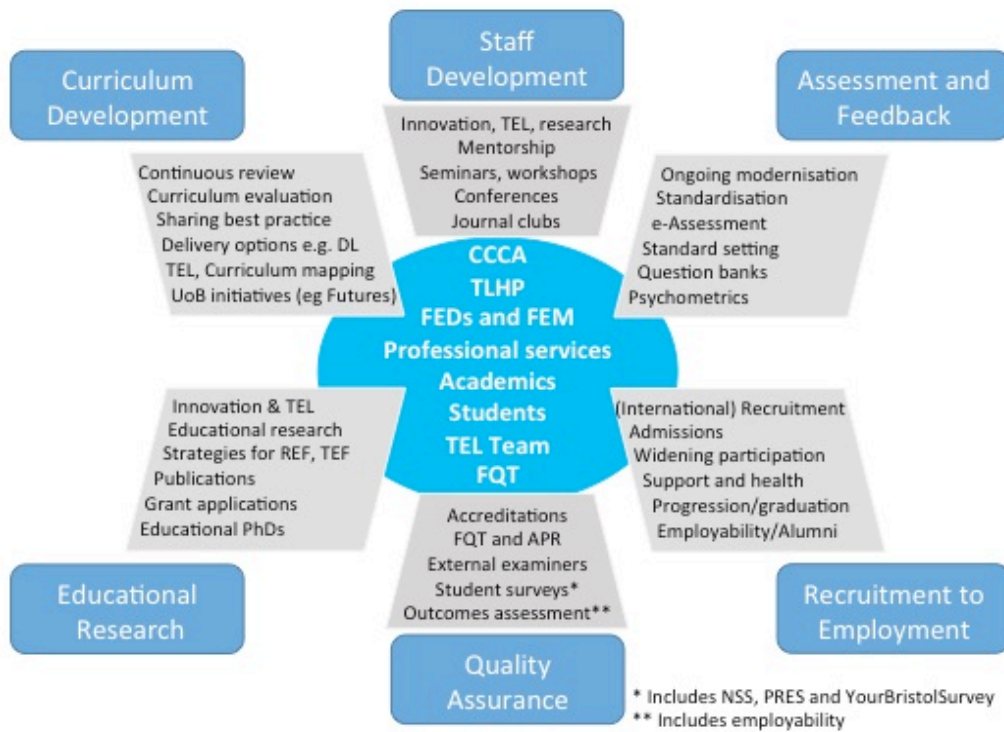 Curriculum
Development
Continuous review
Curriculum evaluation
Sharing best practice
Delivery options e.g. DL
TEL, Curriculum mapping
UoB initiatives (eg Futures)
Staff
Development
Innovation, TEL, research
Mentorship
Seminars, workshops
Conferences
Journal clubs
Assessment and
Feedback
Ongoing modernisation
Standardisation
e-Assessment
Standard setting
Question banks
Psychometrics
CCCA
TLHP
FEDs and FEM
Professional services
Academics
Students
TEL Team
FQT
Innovation & TEL
Educational research
Strategies for REF, TEF
Publications
Grant applications
Educational PhDs
Educational
Research
Accreditations
FQT and APR
External examiners
Student surveys*
Outcomes assessment**
Quality
Assurance
(International) Recruitment
Admissions
Widening participation
Support and health
Progression/graduation
Employability/Alumni
Recruitment to
Employment
* Includes NSS, PRES and YourBristolSurvey
** Includes employability